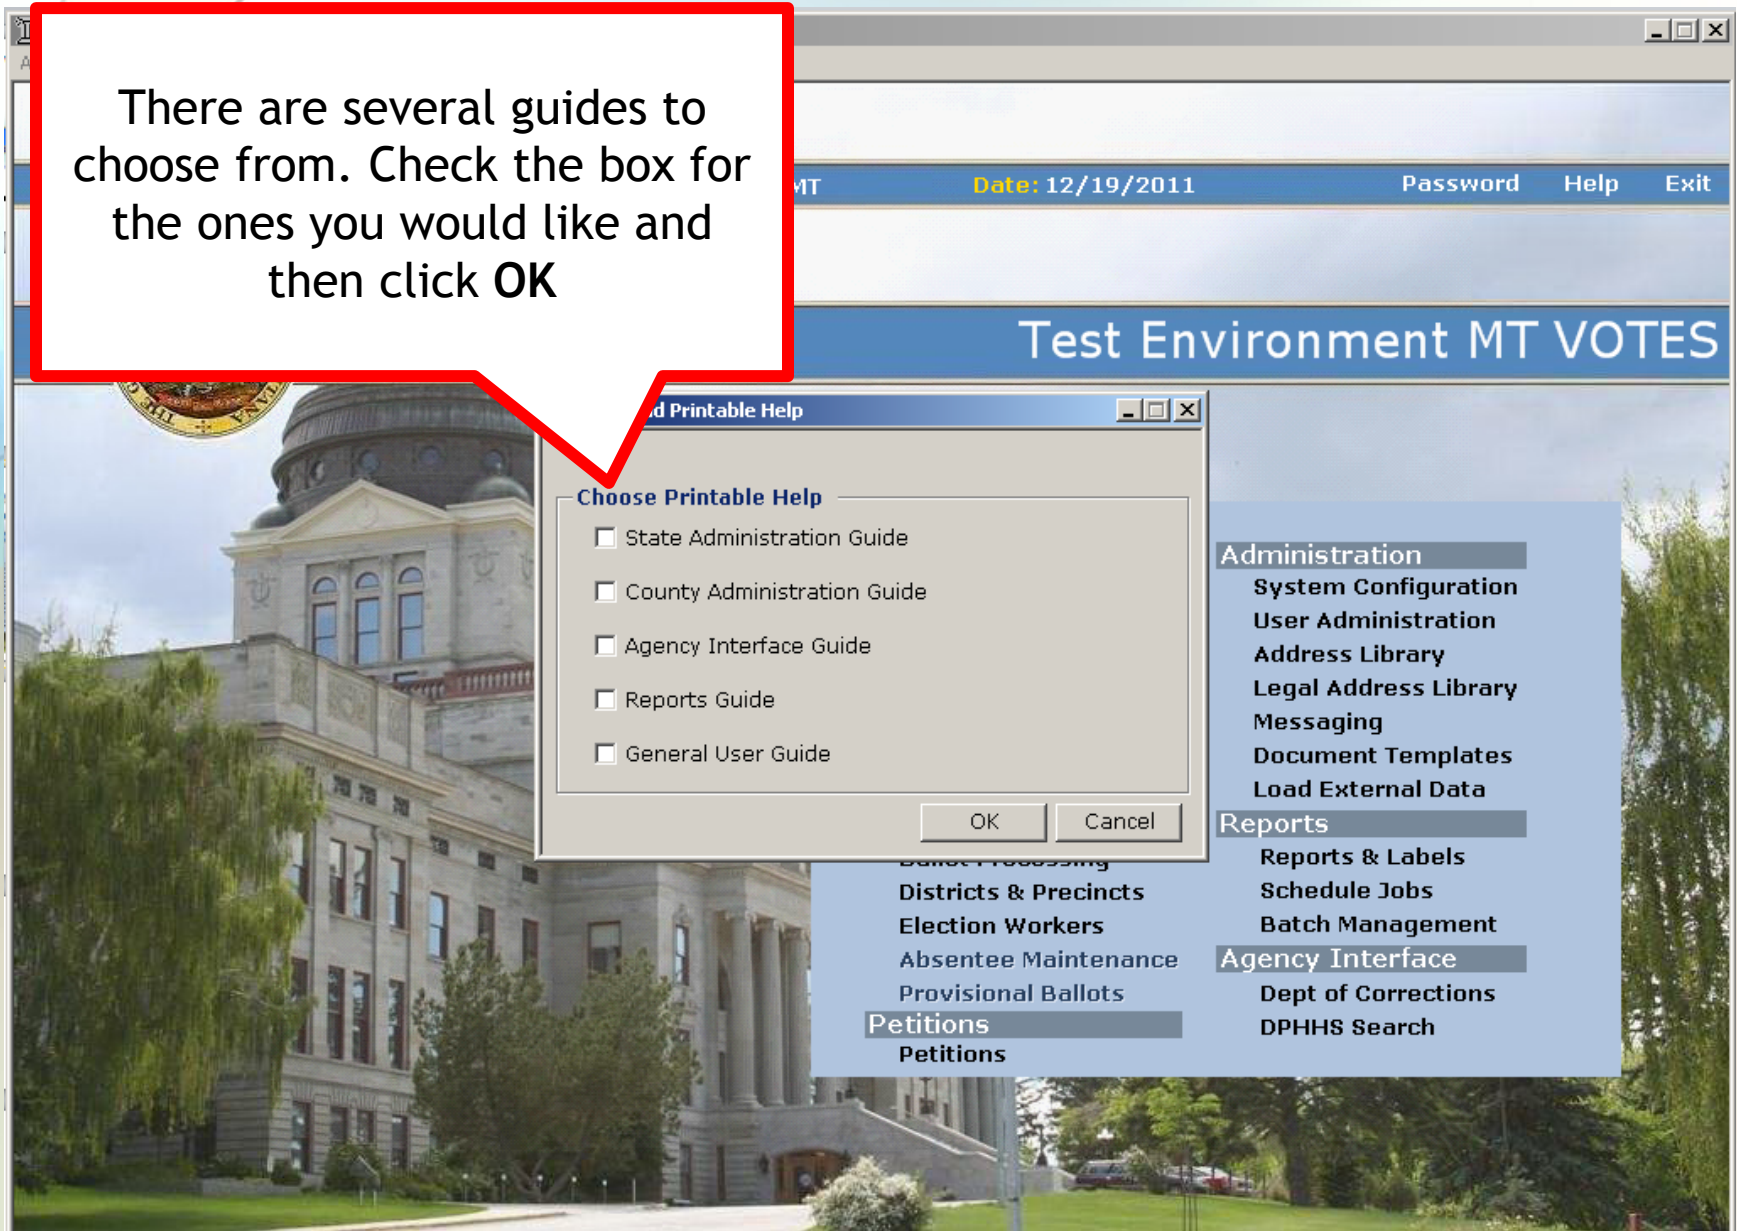 There are several guides to
choose from. Check the box for
the ones you would like and
then click OK
MT
Date: 12/19/2011
Password Help Exit
Test Environment MT VOTES
THE
TANA
Printable Help
Choose Printable Help
State Administration Guide
County Administration Guide
Agency Interface Guide
Reports Guide
General User Guide
OK Cancel
Ballot Processing
Districts & Precincts
Election Workers
Absentee Maintenance
Provisional Ballots
Petitions
Petitions
Administration
System Configuration
User Administration
Address Library
Legal Address Library
Messaging
Document Templates
Load External Data
Reports
Reports & Labels
Schedule Jobs
Batch Management
Agency Interface
Dept of Corrections
DPHHS Search